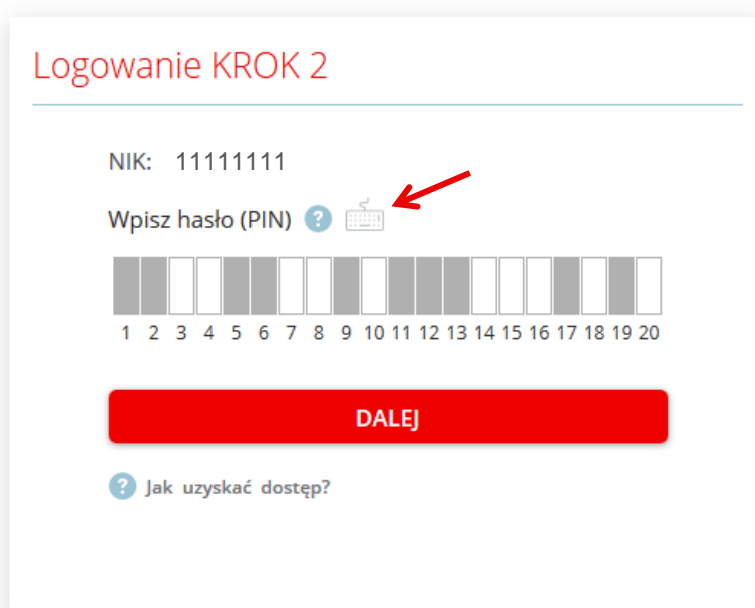 Logowanie KROK 2
NIK: 11111111
Wpisz hasło (PIN) ?
1 2 3 4 5 6 7 8 9 10 11 12 13 14 15 16 17 18 19 20
DALEJ
? Jak uzyskać dostęp?